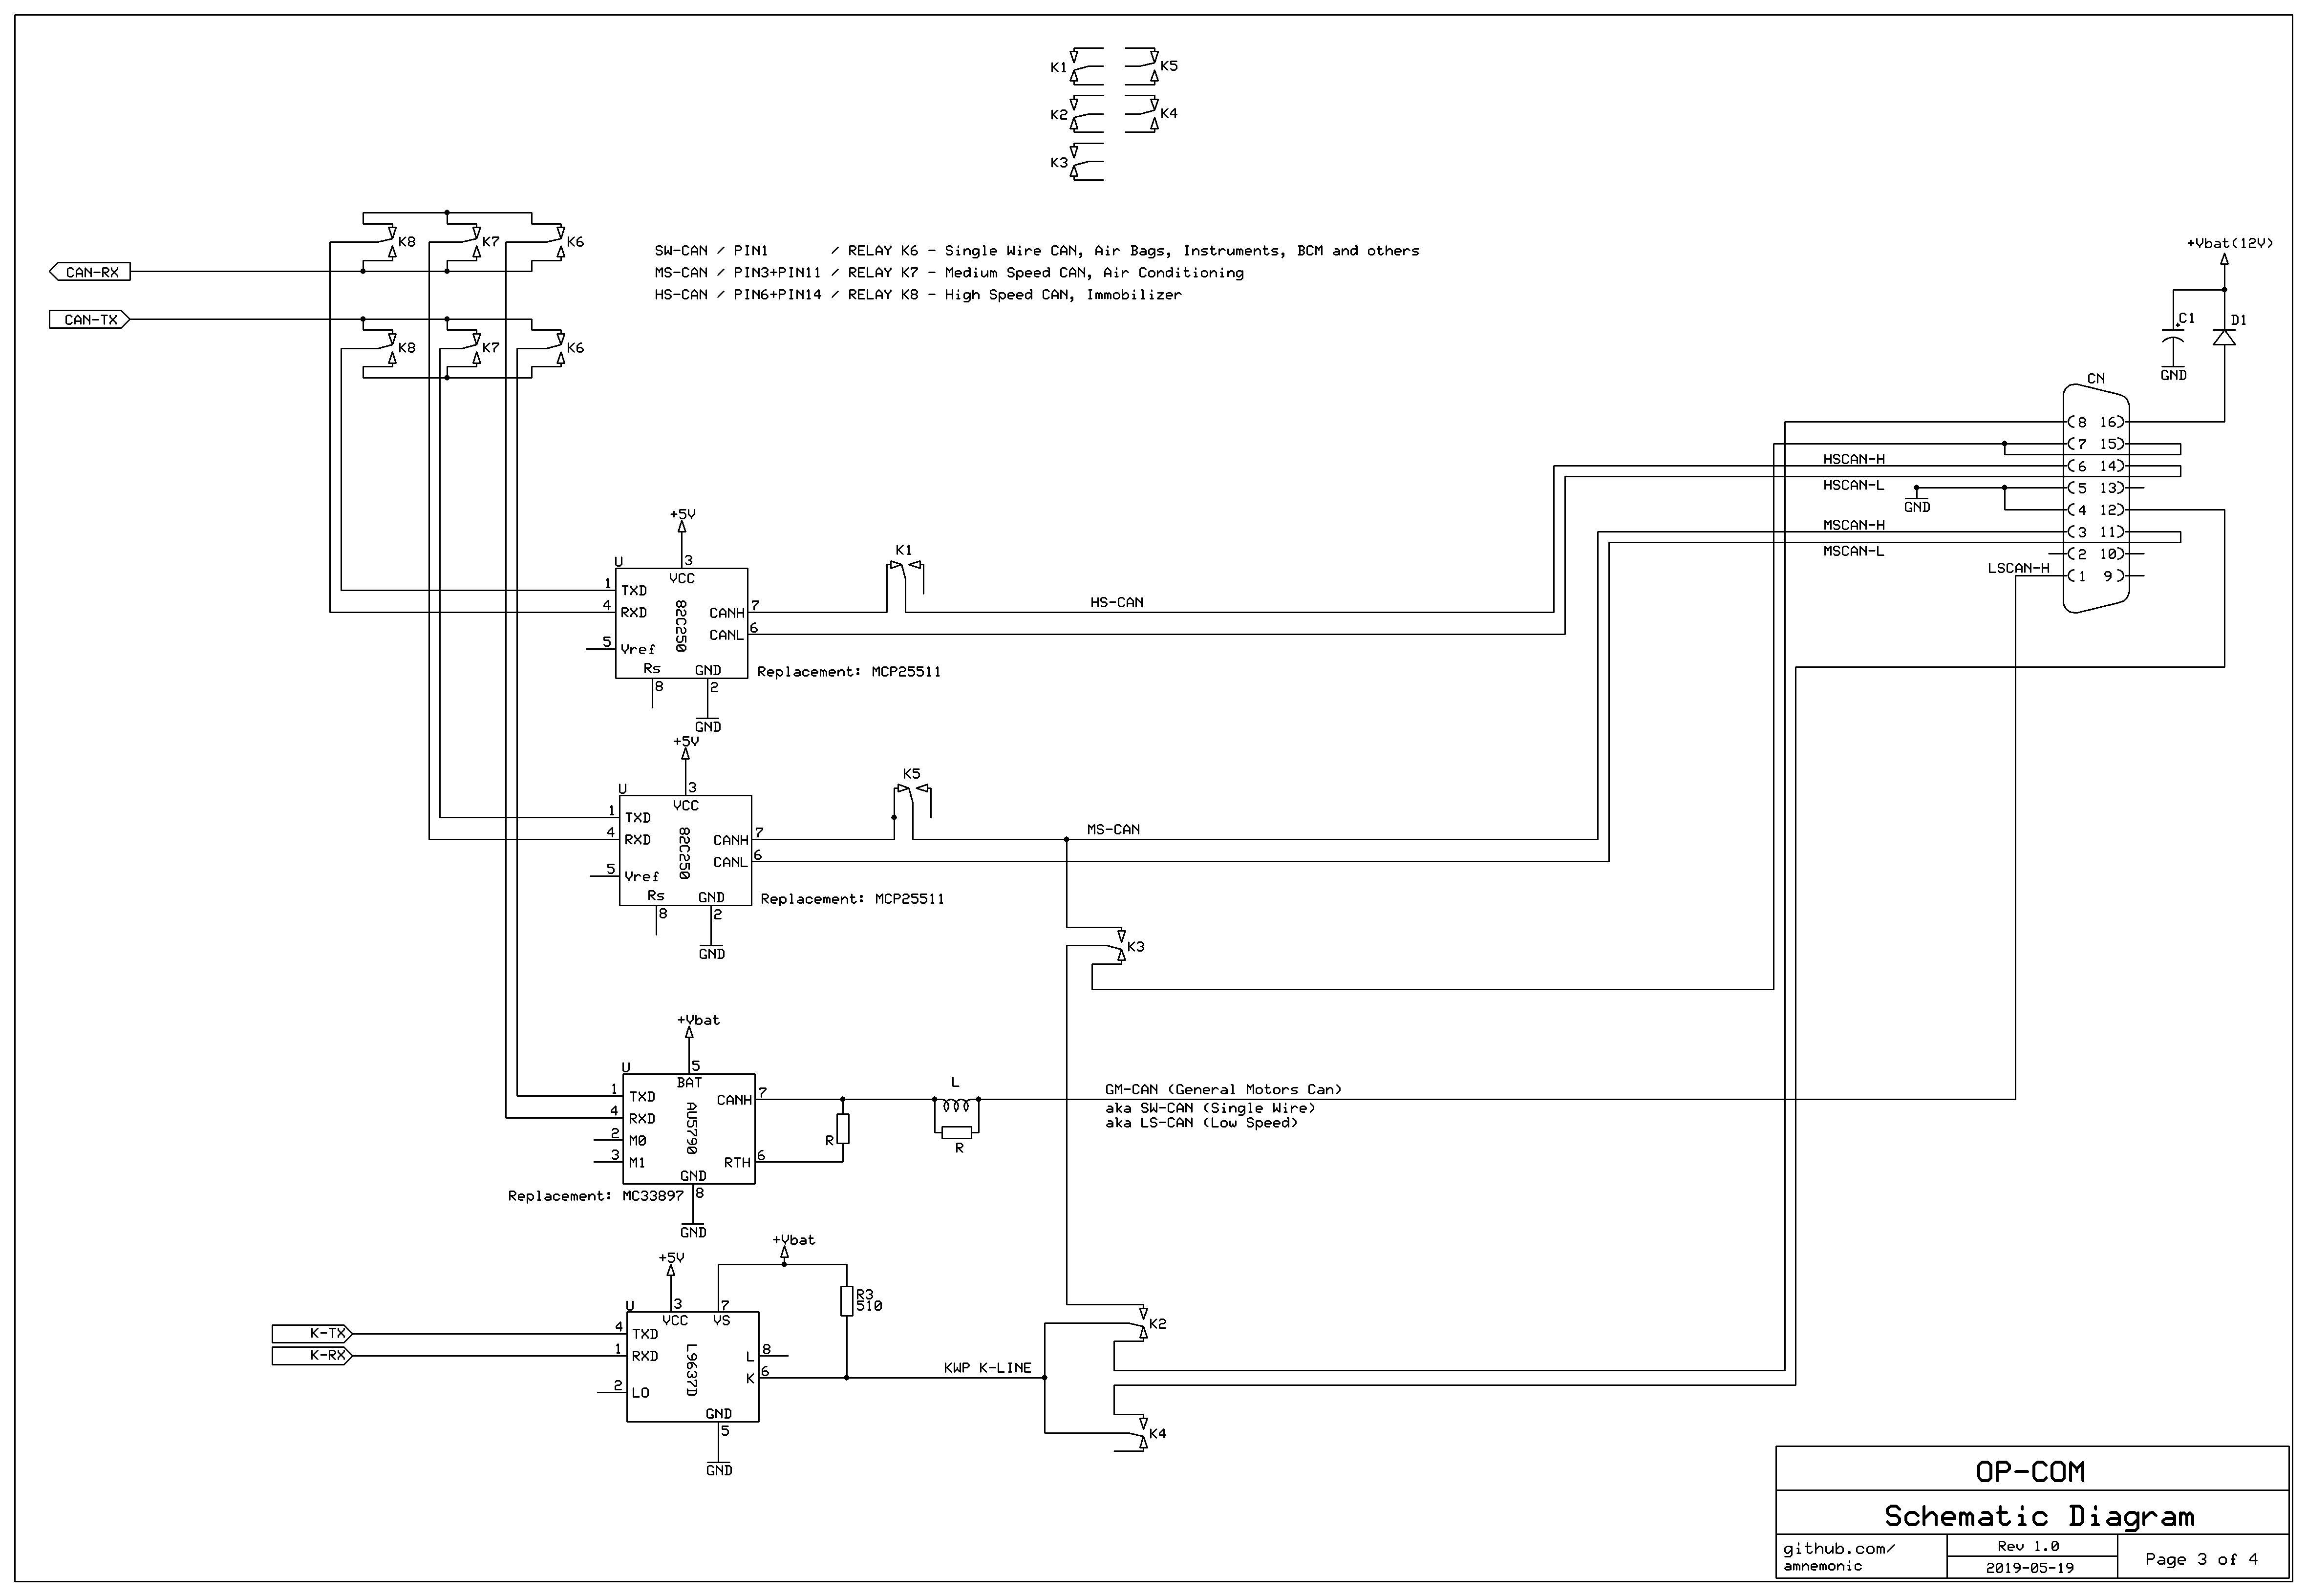 K1
K5
K2
K4
K3
K8
K7
K6
CAN-RX
SW-CAN / PIN1 / RELAY K6 - Single Wire CAN, Air Bags, Instruments, BCM and others
MS-CAN / PIN3+PIN11 / RELAY K7 - Medium Speed CAN, Air Conditioning
HS-CAN / PIN6+PIN14 / RELAY K8 - High Speed CAN, Immobilizer
CAN-TX
K8
K7
K6
+Vbat(12V)
C1
+
D1
GND
CN
8 16
7 15
6 14
5 13
4 12
3 11
2 10
1 9
HSCAN-H
HSCAN-L
GND
MSCAN-H
MSCAN-L
LSCAN-H
+5V
U
3
VCC
1 TXD
4 RXD
5 Vref
82C250
CANH 7
CANL 6
Rs
8
GND
2
GND
K1
HS-CAN
Replacement: MCP25511
+5V
U
3
VCC
1 TXD
4 RXD
5 Vref
82C250
CANH 7
CANL 6
Rs
8
GND
2
GND
K5
MS-CAN
Replacement: MCP25511
K3
+Vbat
U
5
BAT
1 TXD
4 RXD
2 M0
3 M1
AU5790
CANH 7
RTH 6
GND
8
GND
R
L
R
GM-CAN (General Motors Can)
aka SW-CAN (Single Wire)
aka LS-CAN (Low Speed)
Replacement: MC33897
+Vbat
+5V
U
3
VCC
7
VS
R3
510
K-TX
K-RX
4 TXD
1 RXD
2 LO
L9637D
L 8
K 6
GND
5
GND
KWP K-LINE
K2
K4
OP-COM
Schematic Diagram
github.com/
amnemonic
Rev 1.0
2019-05-19
Page 3 of 4